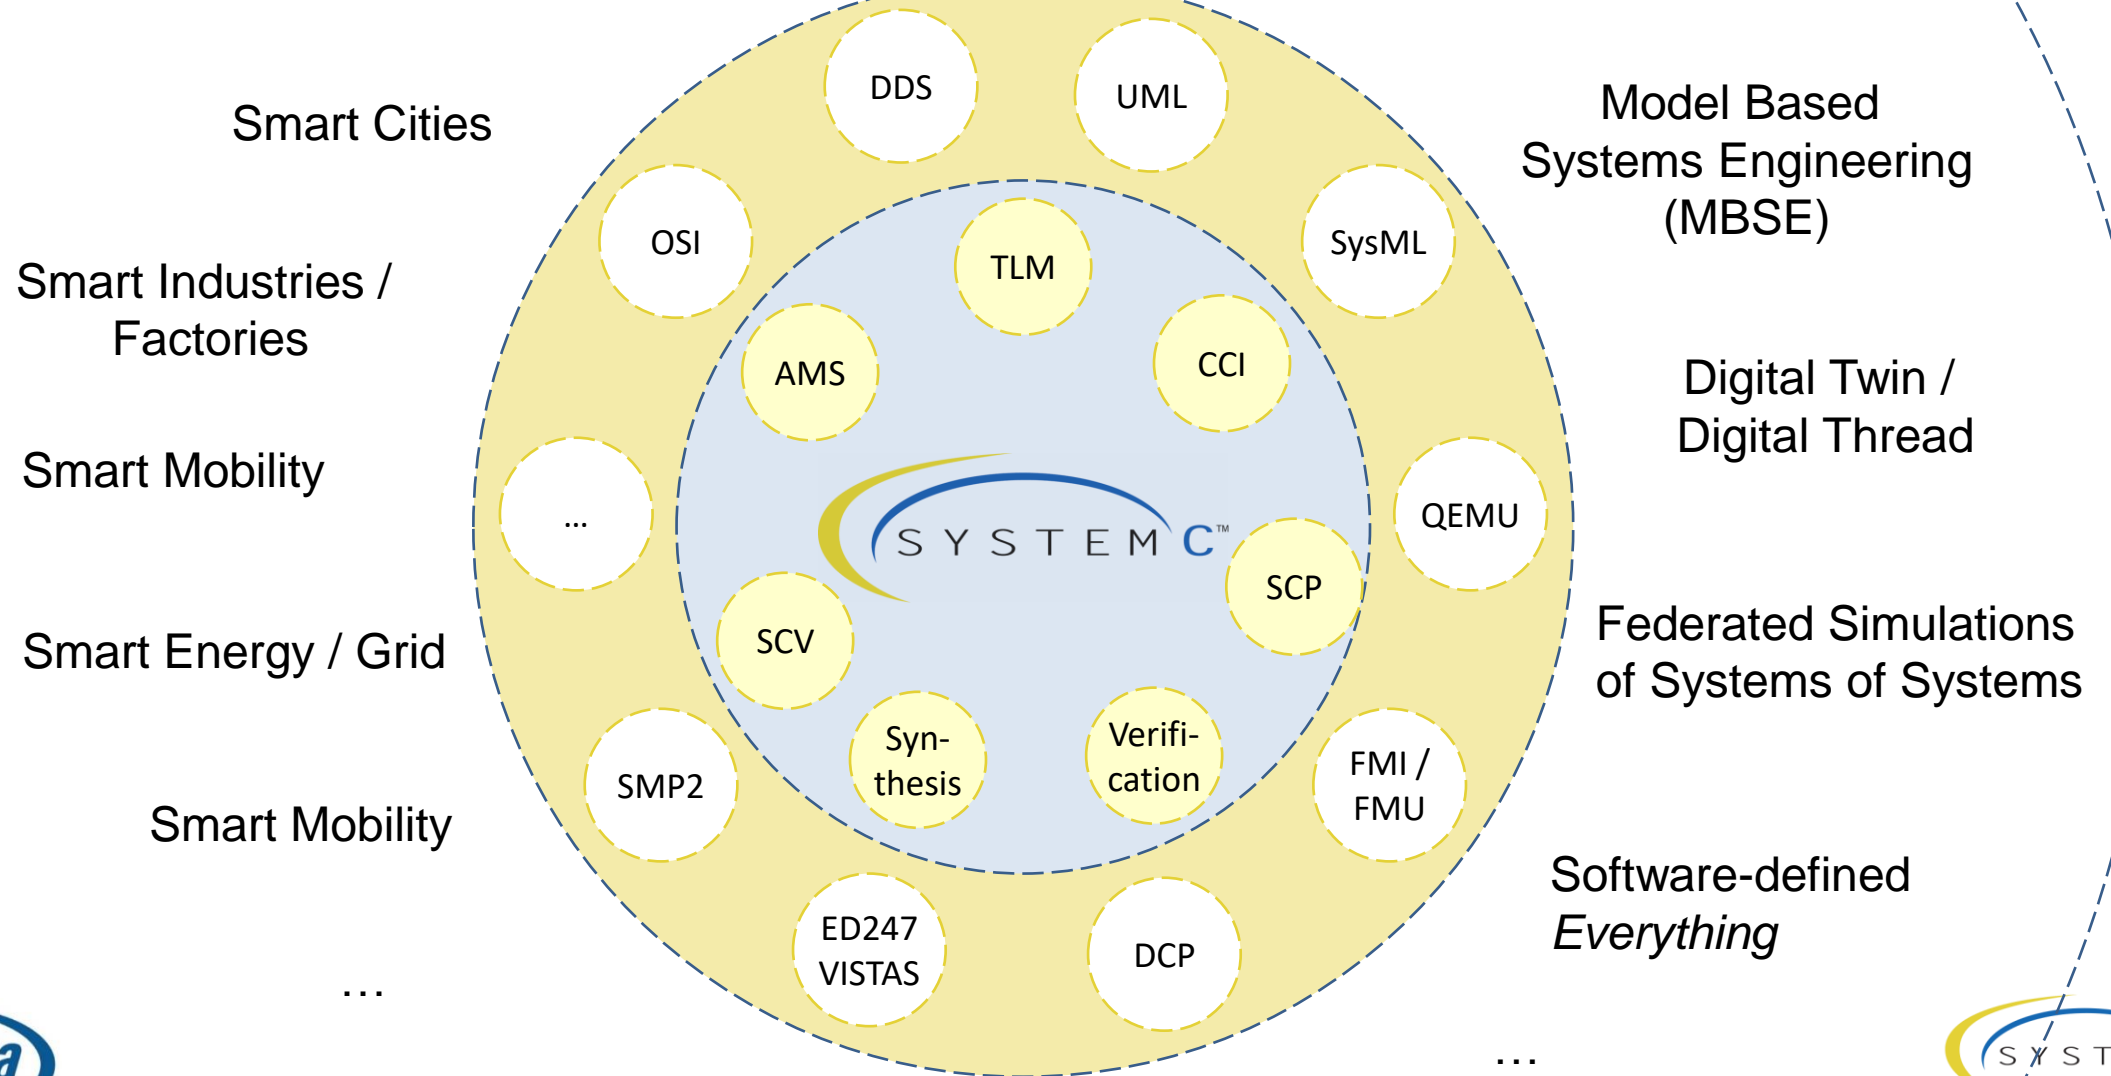 DDS
UML
Smart Cities
Model Based
Systems Engineering
(MBSE)
OSI
SysML
TLM
Smart Industries /
Factories
AMS
CCI
Digital Twin /
Digital Thread
Smart Mobility
...
SYSTEM C™
QEMU
SCP
Smart Energy / Grid
SCV
Federated Simulations
of Systems of Systems
Syn-
thesis
Verifi-
cation
SMP2
FMI /
FMU
Smart Mobility
Software-defined
Everything
ED247
VISTAS
DCP
...
...
a
SYST